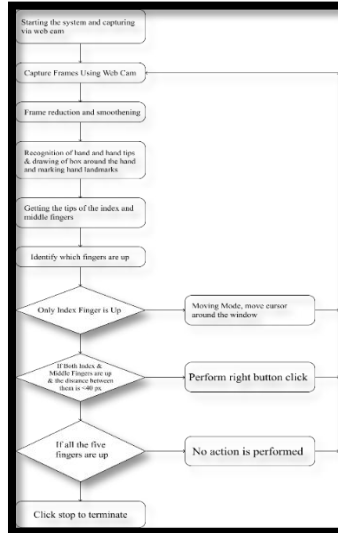 Starting the system and capturing
via web cam
Capture Frames Using Web Cam
Frame reduction and smoothening
Recognition of hand and hand tips
& drawing of box around the hand
and marking hand landmarks
Getting the tips of the index and
middle fingers
Identify which fingers are up
Only Index Finger is Up
Moving Mode, move cursor
around the window
If Both Index &
Middle Fingers are up
& the distance between
them is <40 px
Perform right button click
If all the five
fingers are up
No action is performed
Click stop to terminate